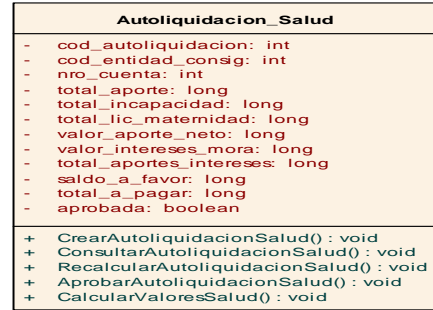 Autoliquidacion_Salud
- cod_autoliquidacion: int
- cod_entidad_consig: int
- nro_cuenta: int
- total_aporte: long
- total_incapacidad: long
- total_lic_maternidad: long
- valor_aporte_neto: long
- valor_intereses_mora: long
- total_aportes_intereses: long
- saldo_a_favor: long
- total_a_pagar: long
- aprobada: boolean
+ CrearAutoliquidacionSalud() : void
+ ConsultarAutoliquidacionSalud() : void
+ RecalcularAutoliquidacionSalud() : void
+ AprobarAutoliquidacionSalud() : void
+ CalcularValoresSalud() : void